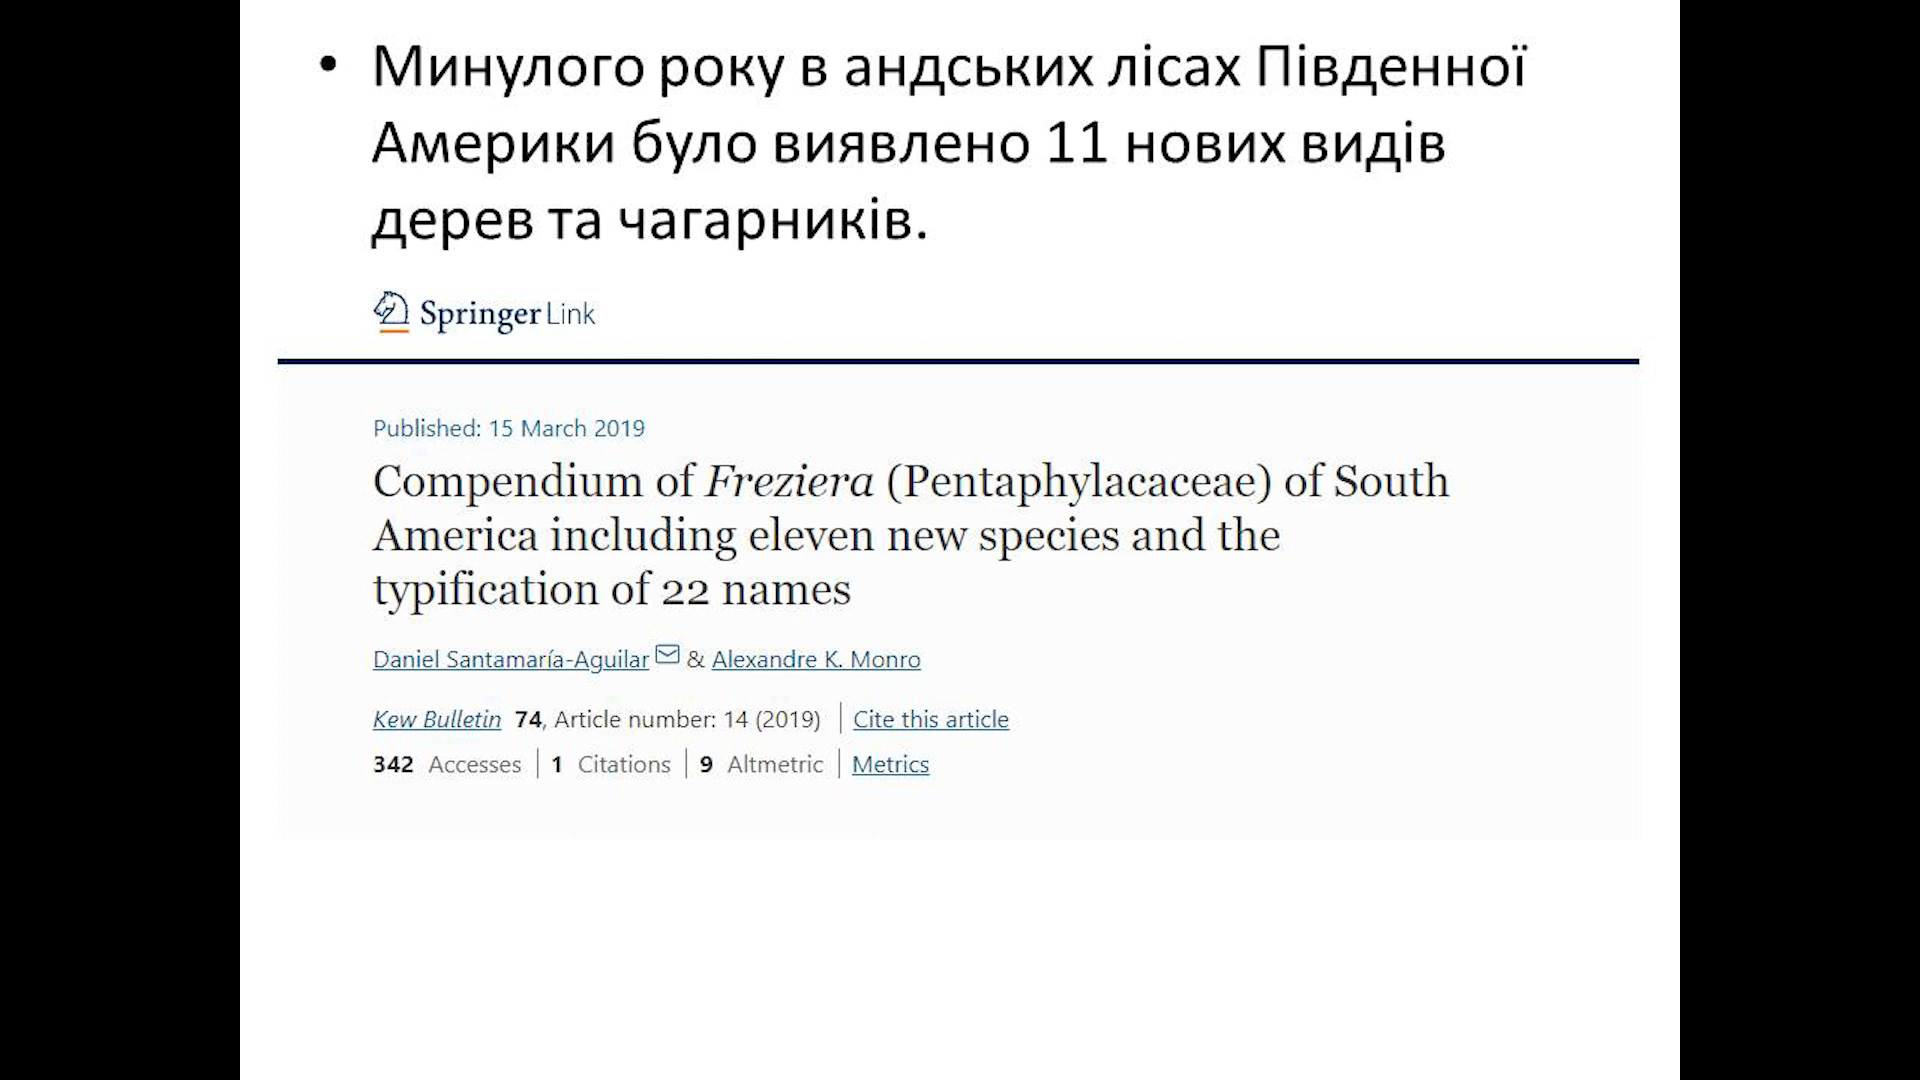 • Минулого року в андських лісах Південної
Америки було виявлено 11 нових видів
дерев та чагарників.
Springer Link
Published: 15 March 2019
Compendium of Freziera (Pentaphylacaceae) of South
America including eleven new species and the
typification of 22 names
Daniel Santamaría-Aguilar & Alexandre K. Monro
Kew Bulletin 74, Article number: 14 (2019) | Cite this article
342 Accesses | 1 Citations | 9 Altmetric | Metrics